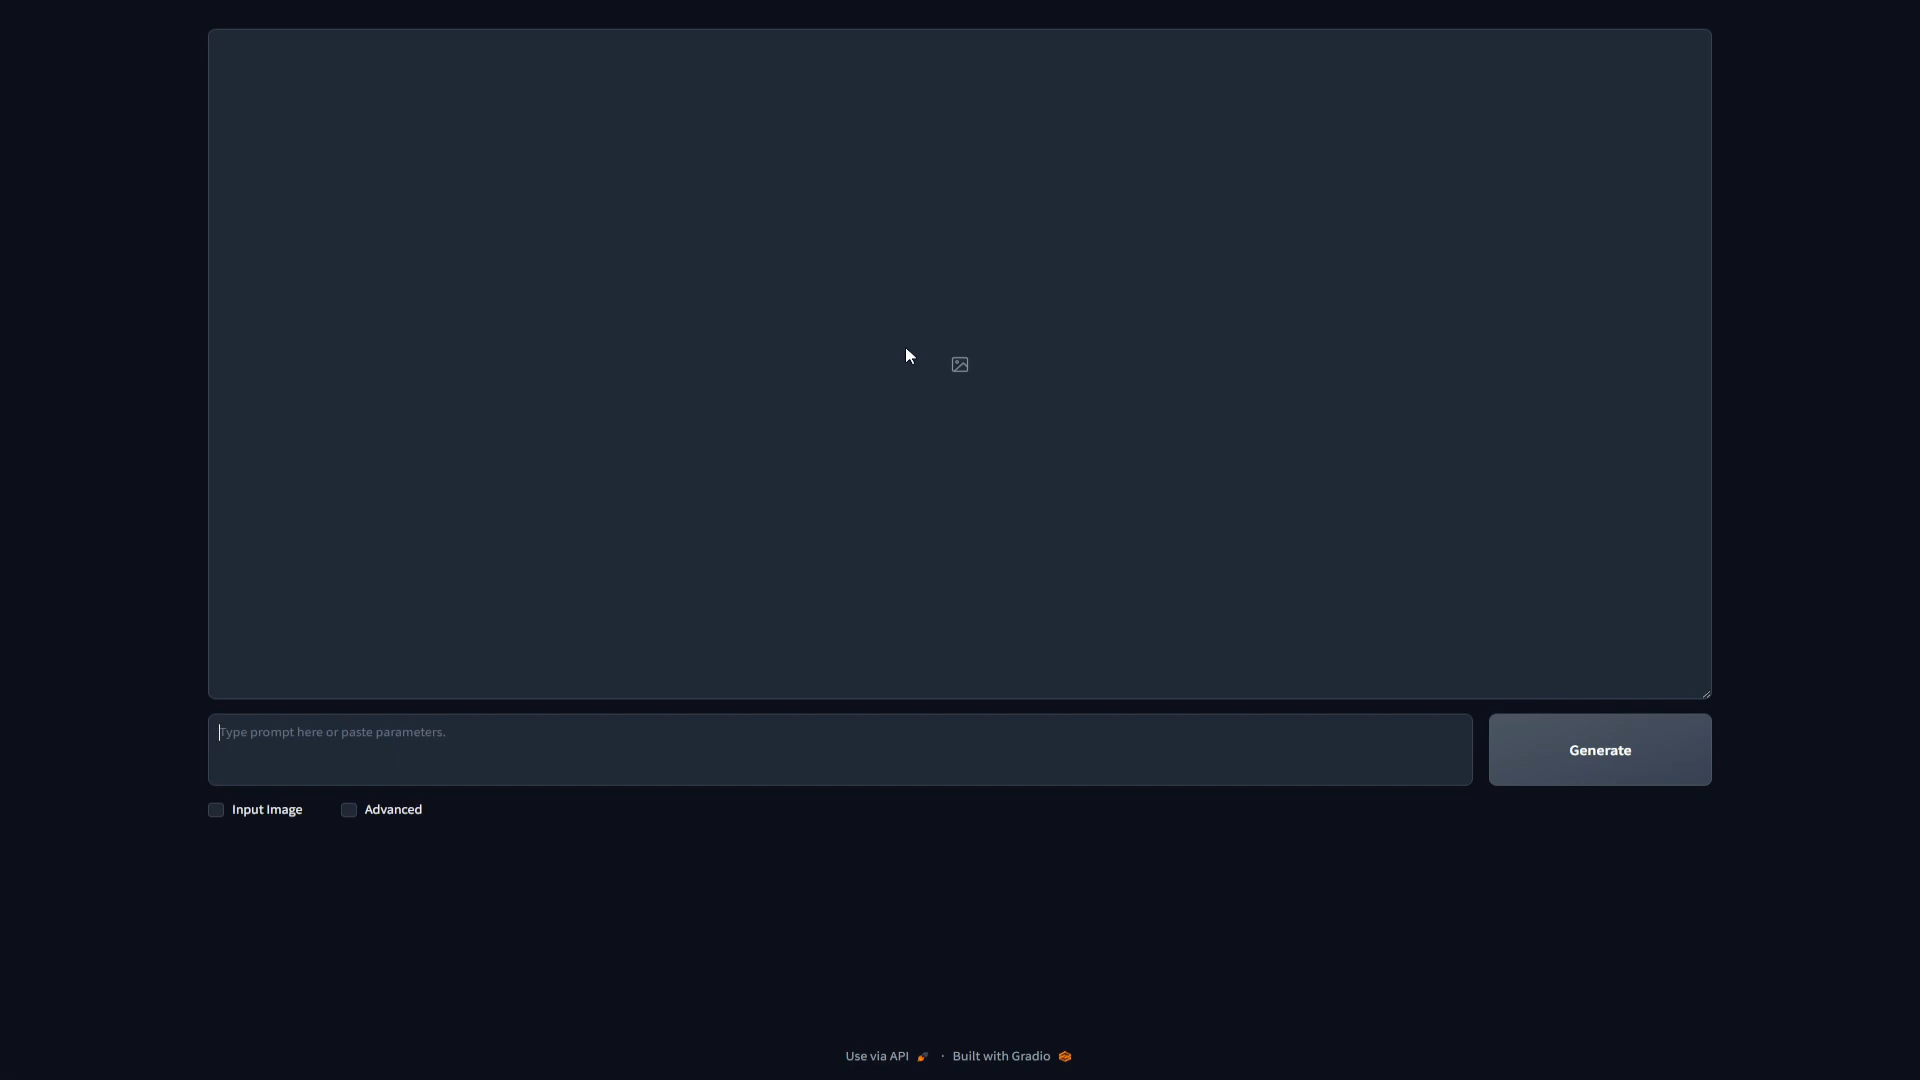 Type prompt here or paste parameters.
Generate
Input Image
Advanced
Use via API · Built with Gradio